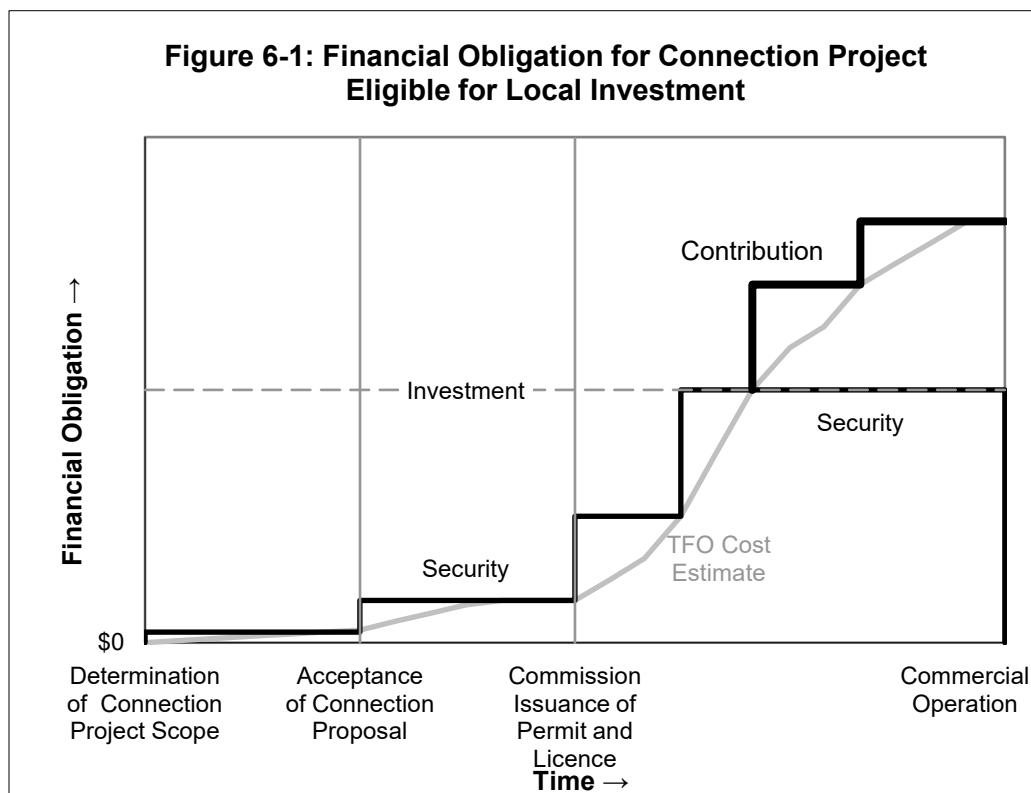 Figure 6-1: Financial Obligation for Connection Project
Eligible for Local Investment
Financial Obligation →
Contribution
Investment
Security
TFO Cost
Estimate
Security
$0
Determination
of Connection
Project Scope
Acceptance
of Connection
Proposal
Commission
Issuance of
Permit and
Licence
Commercial
Operation
Time →